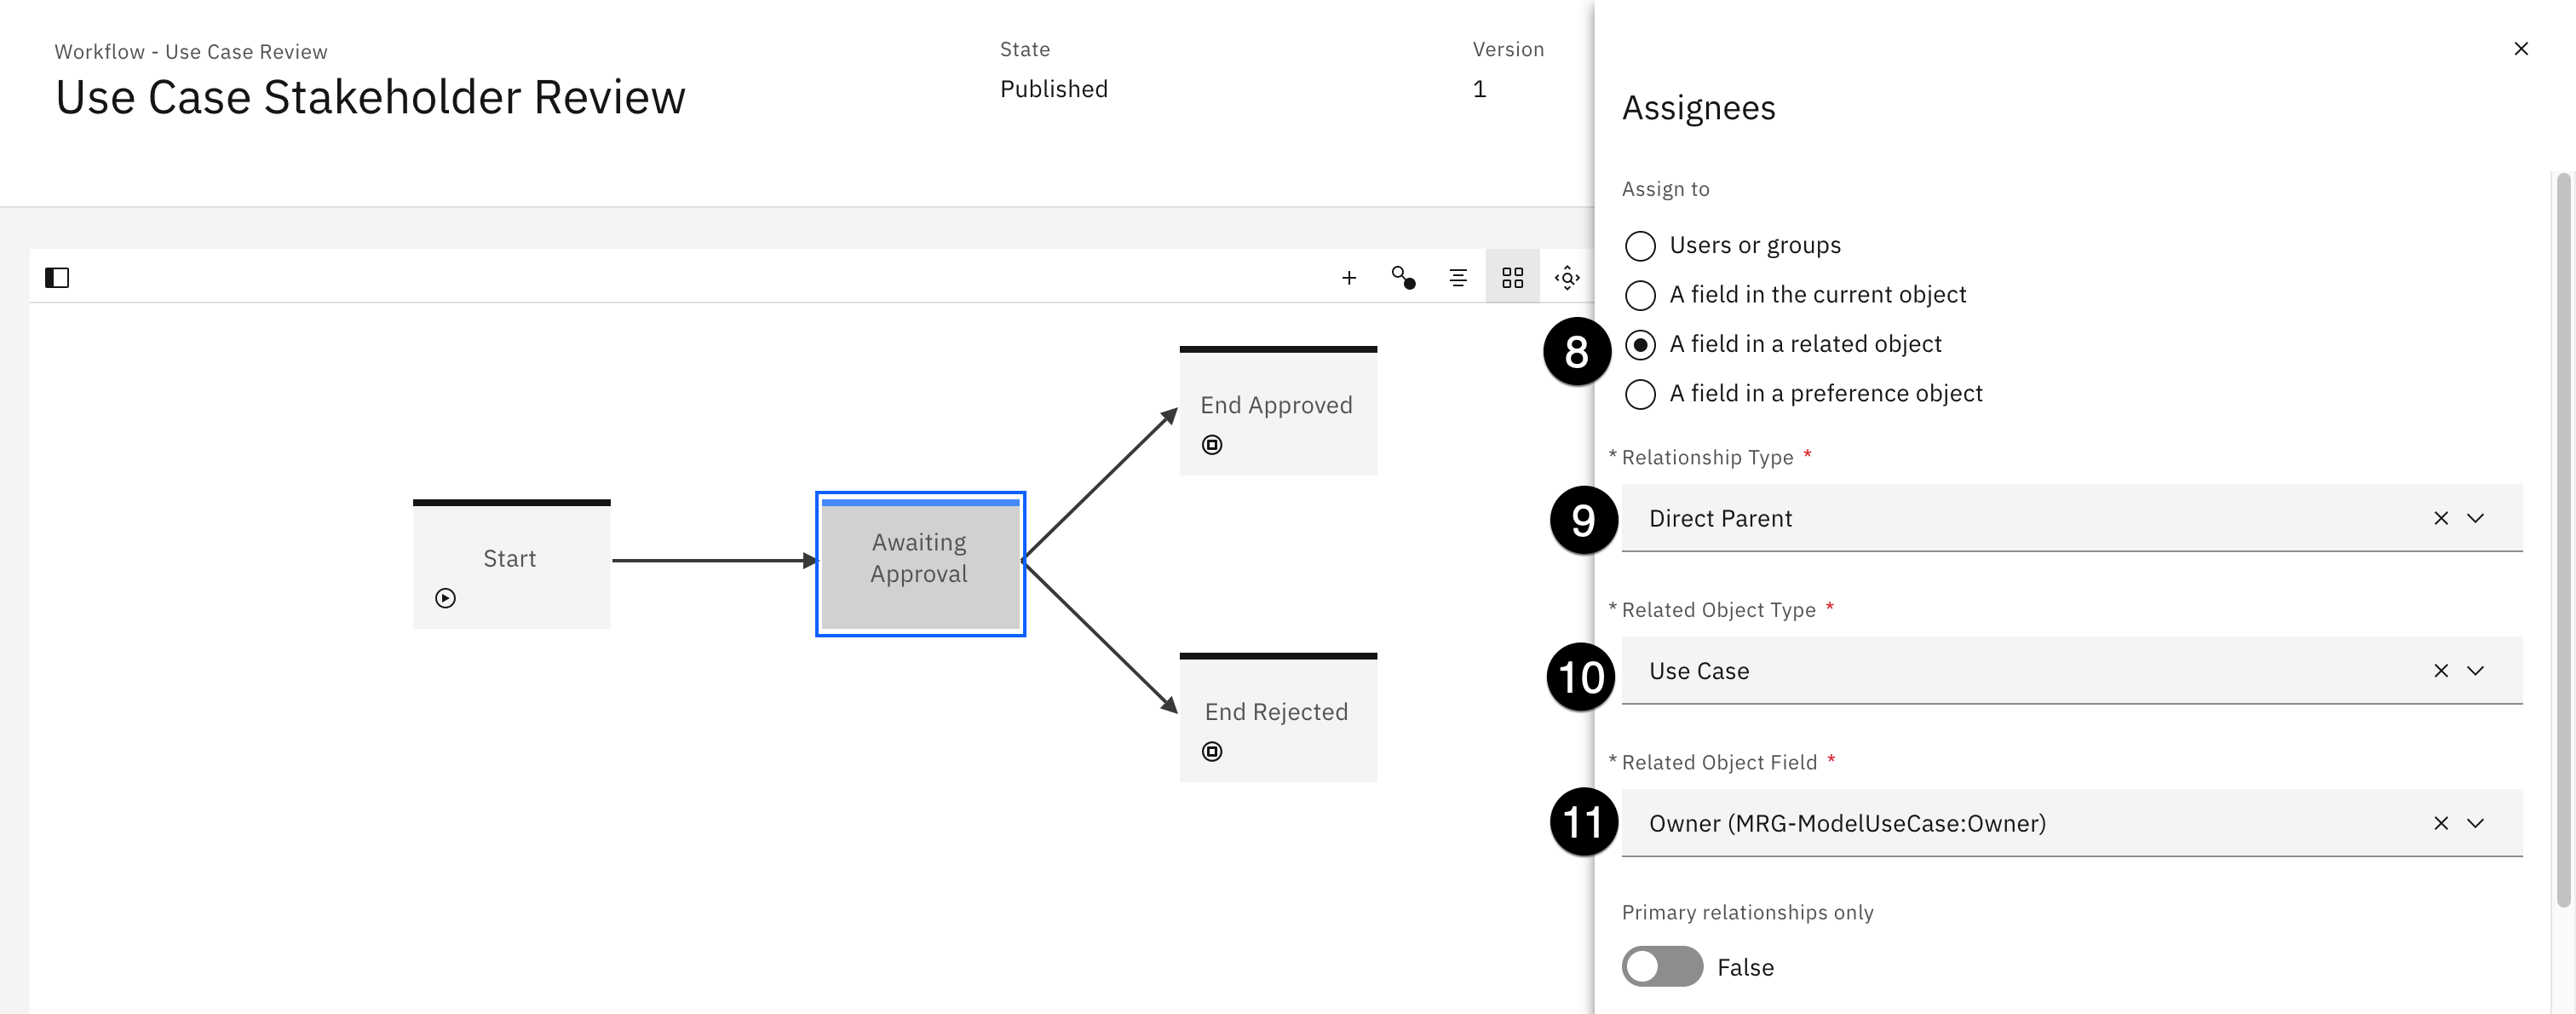 Workflow - Use Case Review
Use Case Stakeholder Review
State
Published
Version
1
Start
Awaiting
Approval
End Approved
End Rejected
Assignees
Assign to
Users or groups
A field in the current object
8
A field in a related object
A field in a preference object
* Relationship Type *
9
Direct Parent
* Related Object Type *
10
Use Case
* Related Object Field *
11
Owner (MRG-ModelUseCase:Owner)
Primary relationships only
False